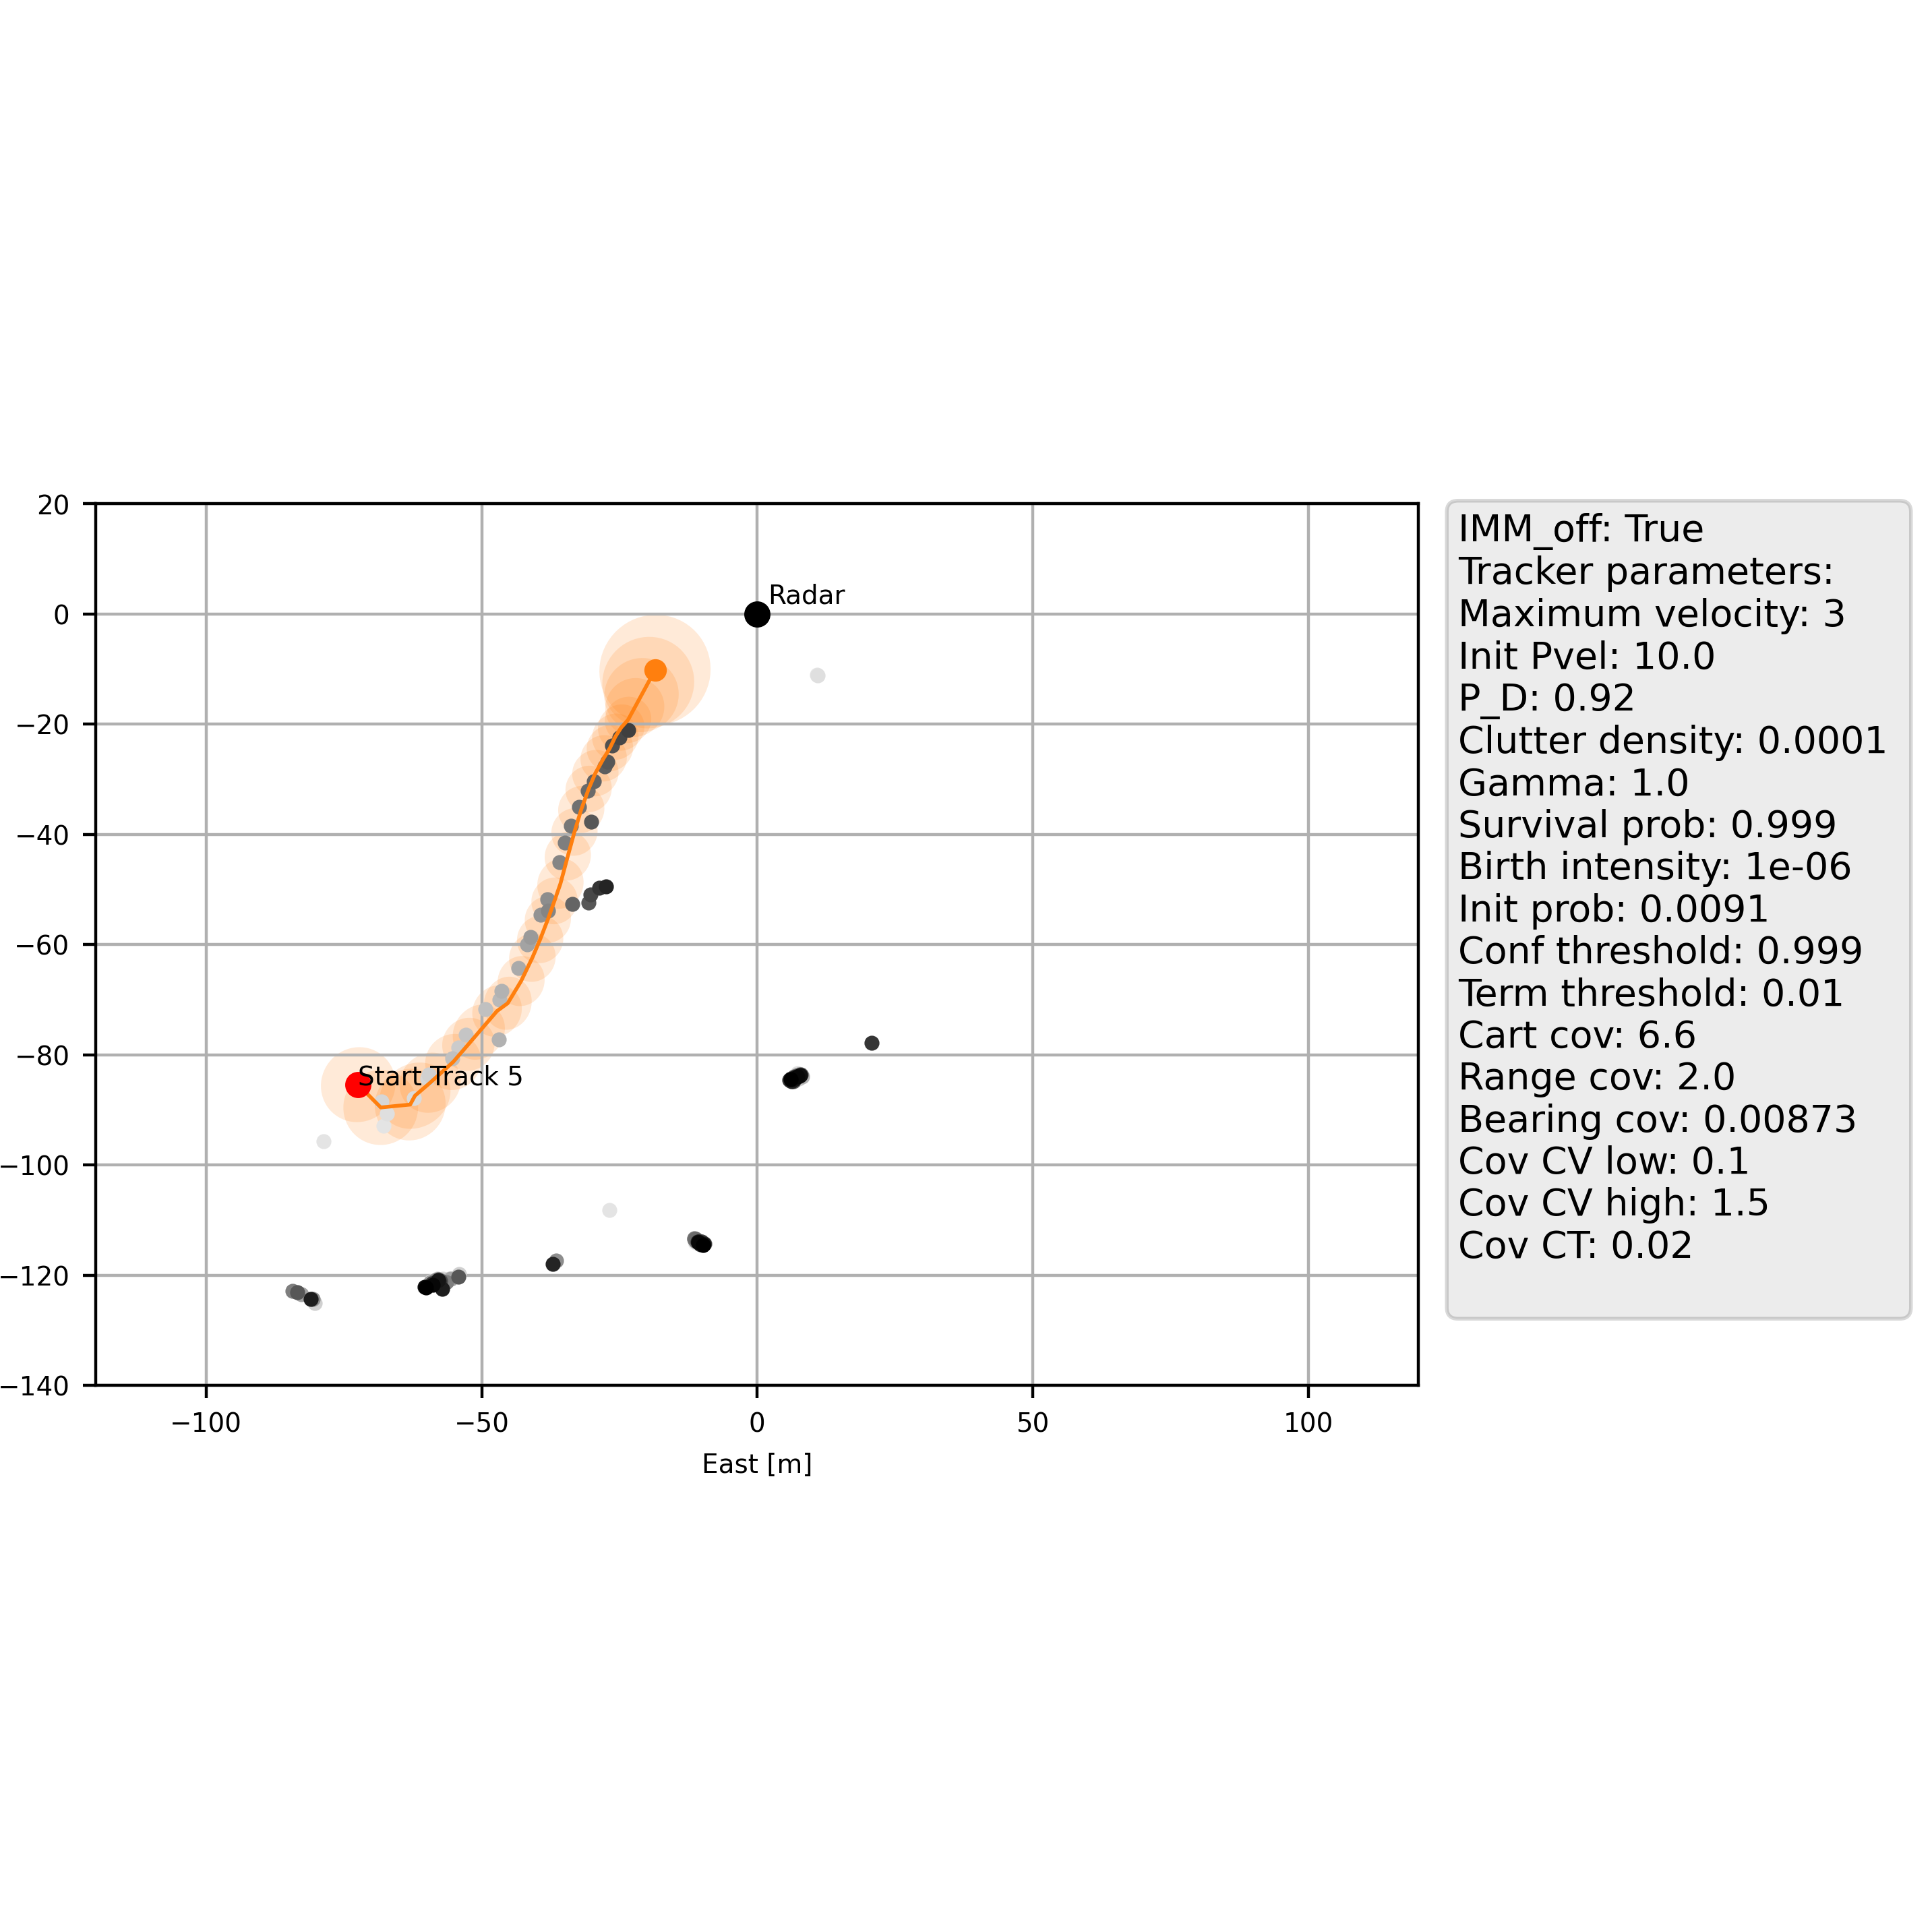 20
0
−20
−40
−60
−80
−100
−120
−140
−100
−50
0
50
100
East [m]
Radar
Start Track 5
IMM_off: True
Tracker parameters:
Maximum velocity: 3
Init Pvel: 10.0
P_D: 0.92
Clutter density: 0.0001
Gamma: 1.0
Survival prob: 0.999
Birth intensity: 1e-06
Init prob: 0.0091
Conf threshold: 0.999
Term threshold: 0.01
Cart cov: 6.6
Range cov: 2.0
Bearing cov: 0.00873
Cov CV low: 0.1
Cov CV high: 1.5
Cov CT: 0.02